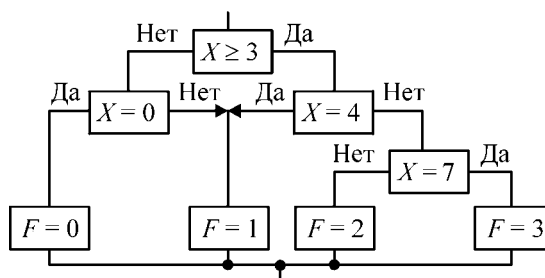 Нет X ≥ 3 Да
Да X = 0 Нет Да X = 4 Нет
Нет X = 7 Да
F = 0 F = 1 F = 2 F = 3